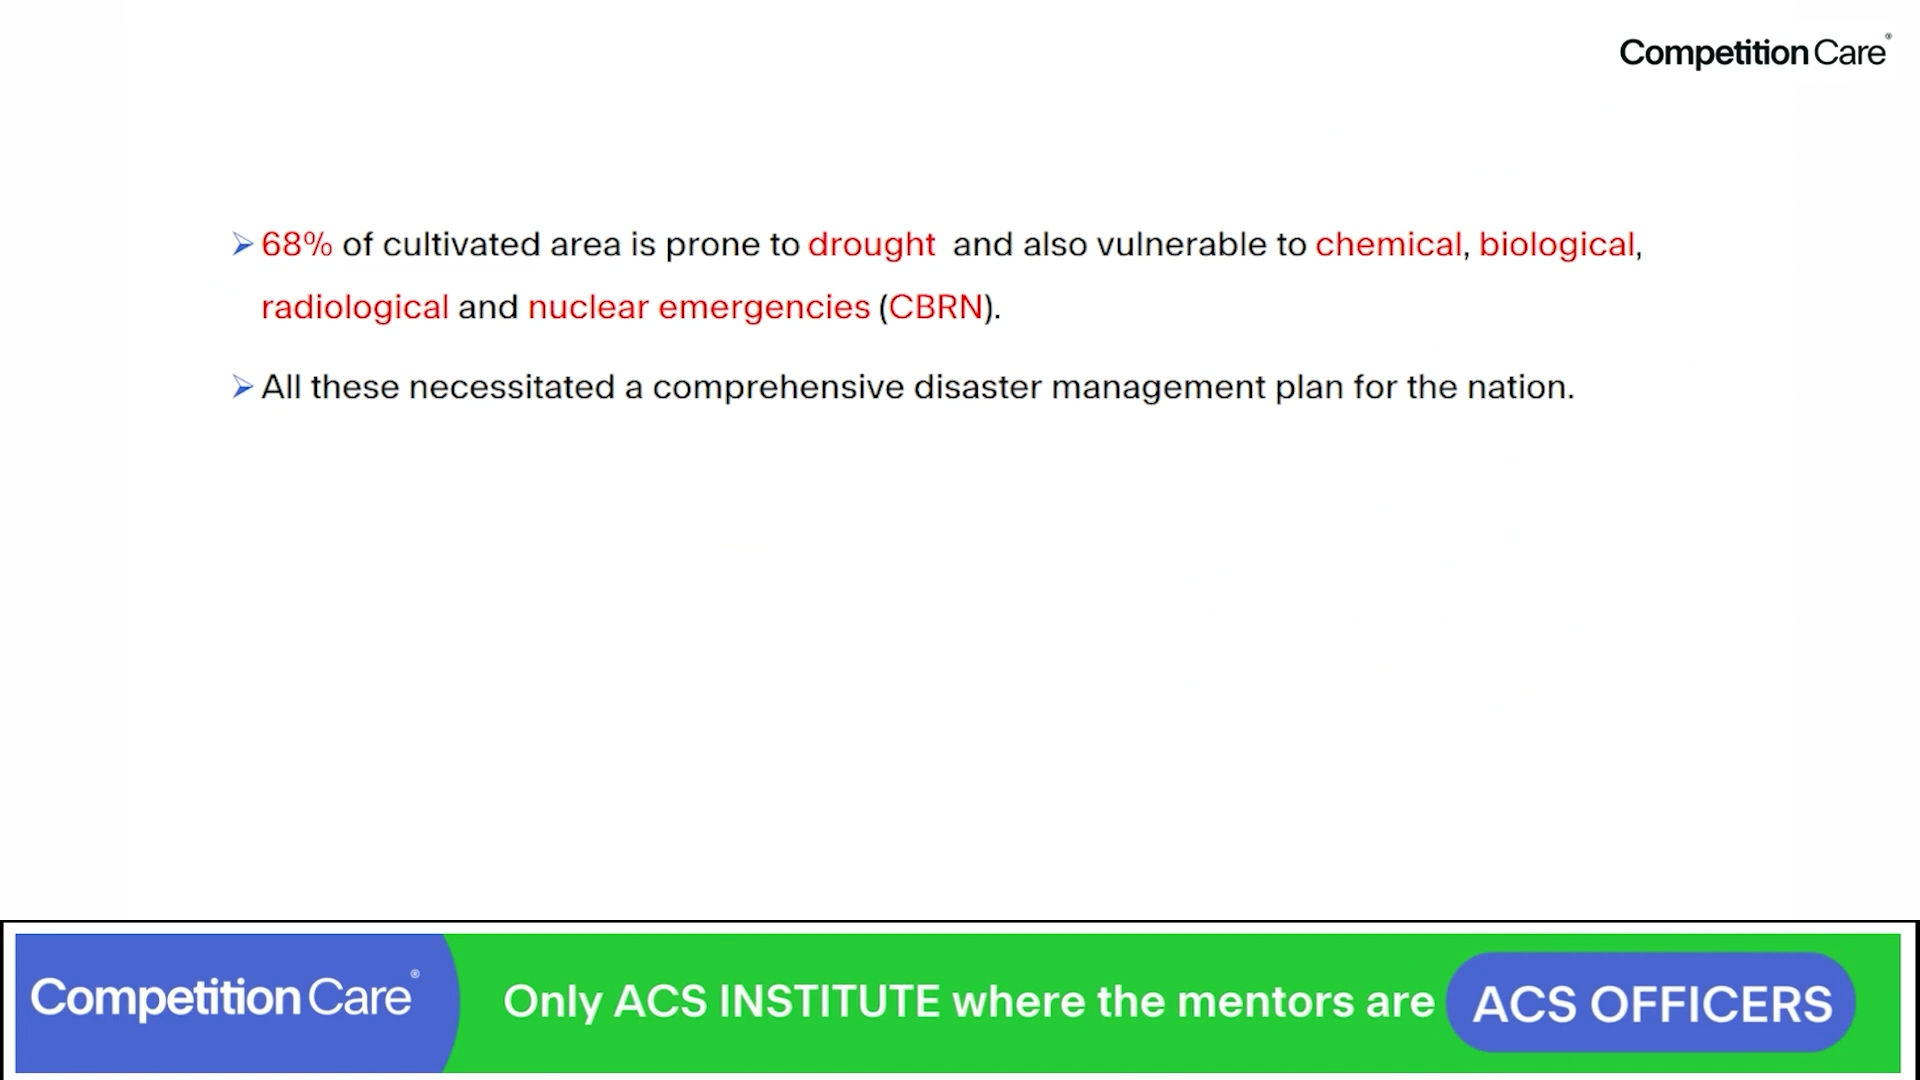 Competition Care®
➢ 68% of cultivated area is prone to drought and also vulnerable to chemical, biological,
radiological and nuclear emergencies (CBRN).
➢ All these necessitated a comprehensive disaster management plan for the nation.
Competition Care®
Only ACS INSTITUTE where the mentors are ACS OFFICERS